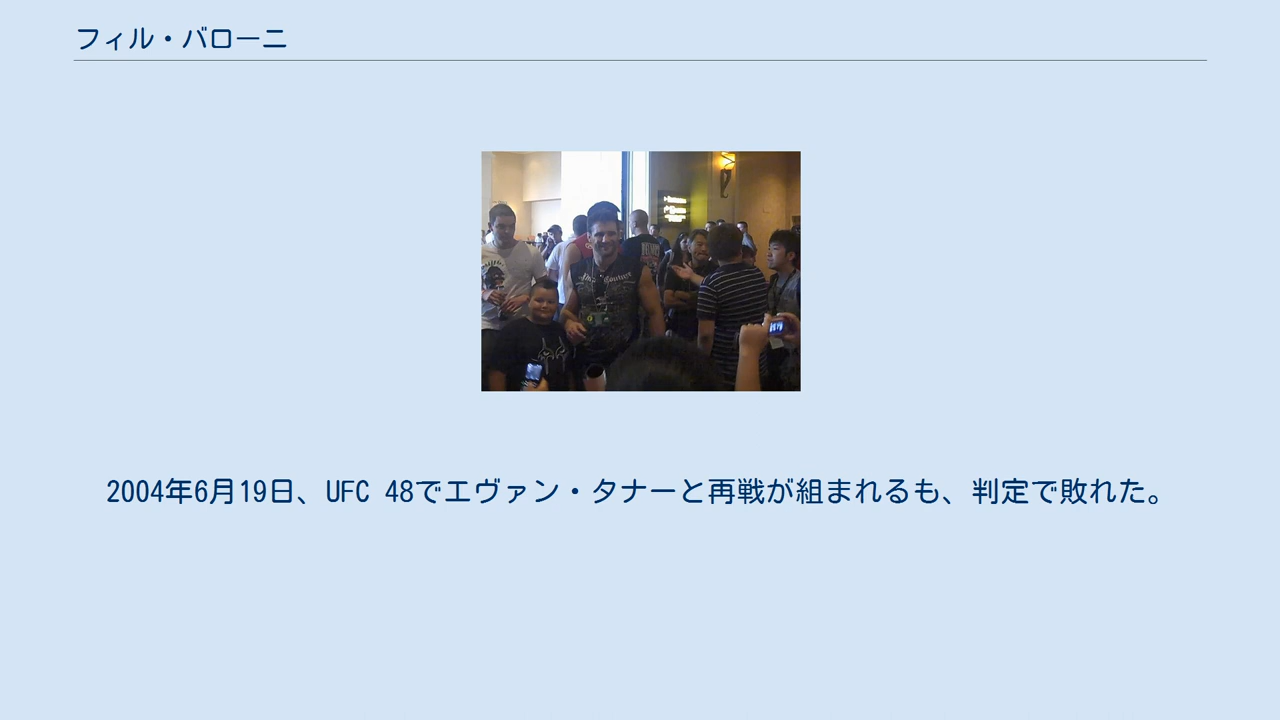 フィル・バローニ
2004年6月19日、UFC 48でエヴァン・タナーと再戦が組まれるも、判定で敗れた。